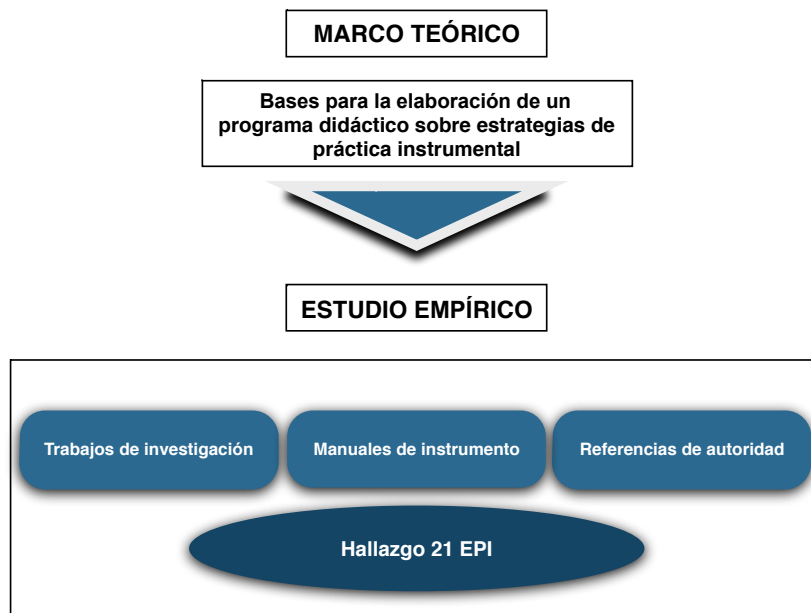 MARCO TEÓRICO
Bases para la elaboración de un
programa didáctico sobre estrategias de
práctica instrumental
ESTUDIO EMPÍRICO
Trabajos de investigación
Manuales de instrumento
Referencias de autoridad
Hallazgo 21 EPI